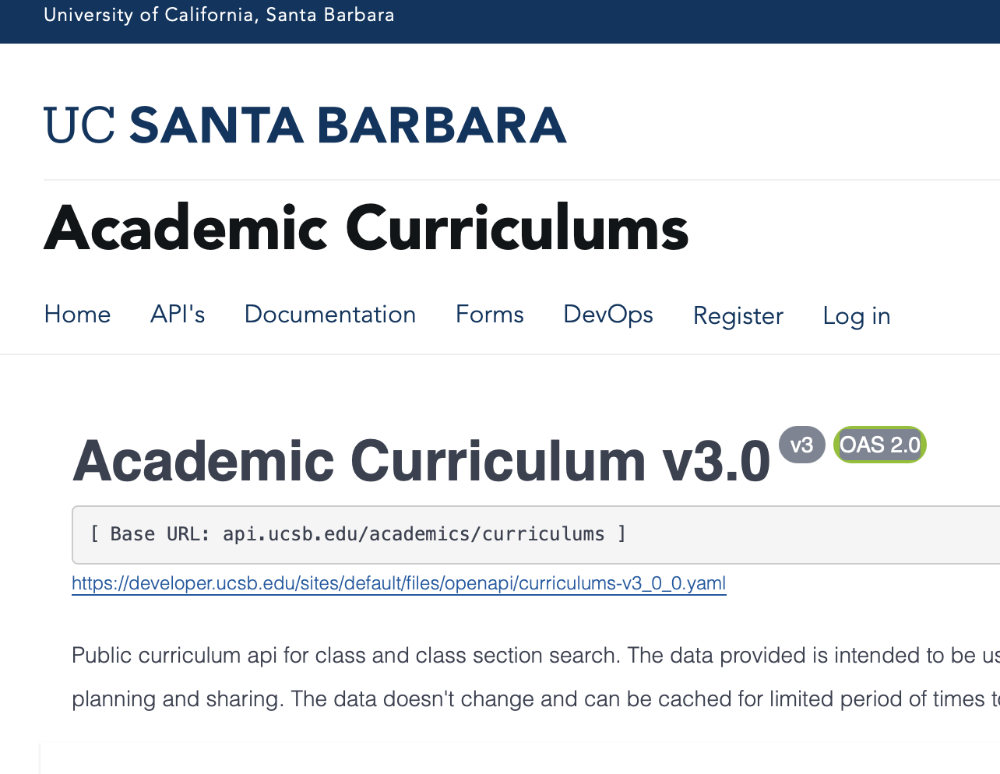 University of California, Santa Barbara
UC SANTA BARBARA
Academic Curriculums
Home API's Documentation Forms DevOps Register Log in
Academic Curriculum v3.0 v3 OAS 2.0
[ Base URL: api.ucsb.edu/academics/curriculums ]
https://developer.ucsb.edu/sites/default/files/openapi/curriculums-v3_0_0.yaml
Public curriculum api for class and class section search. The data provided is intended to be
planning and sharing. The data doesn't change and can be cached for limited period of times